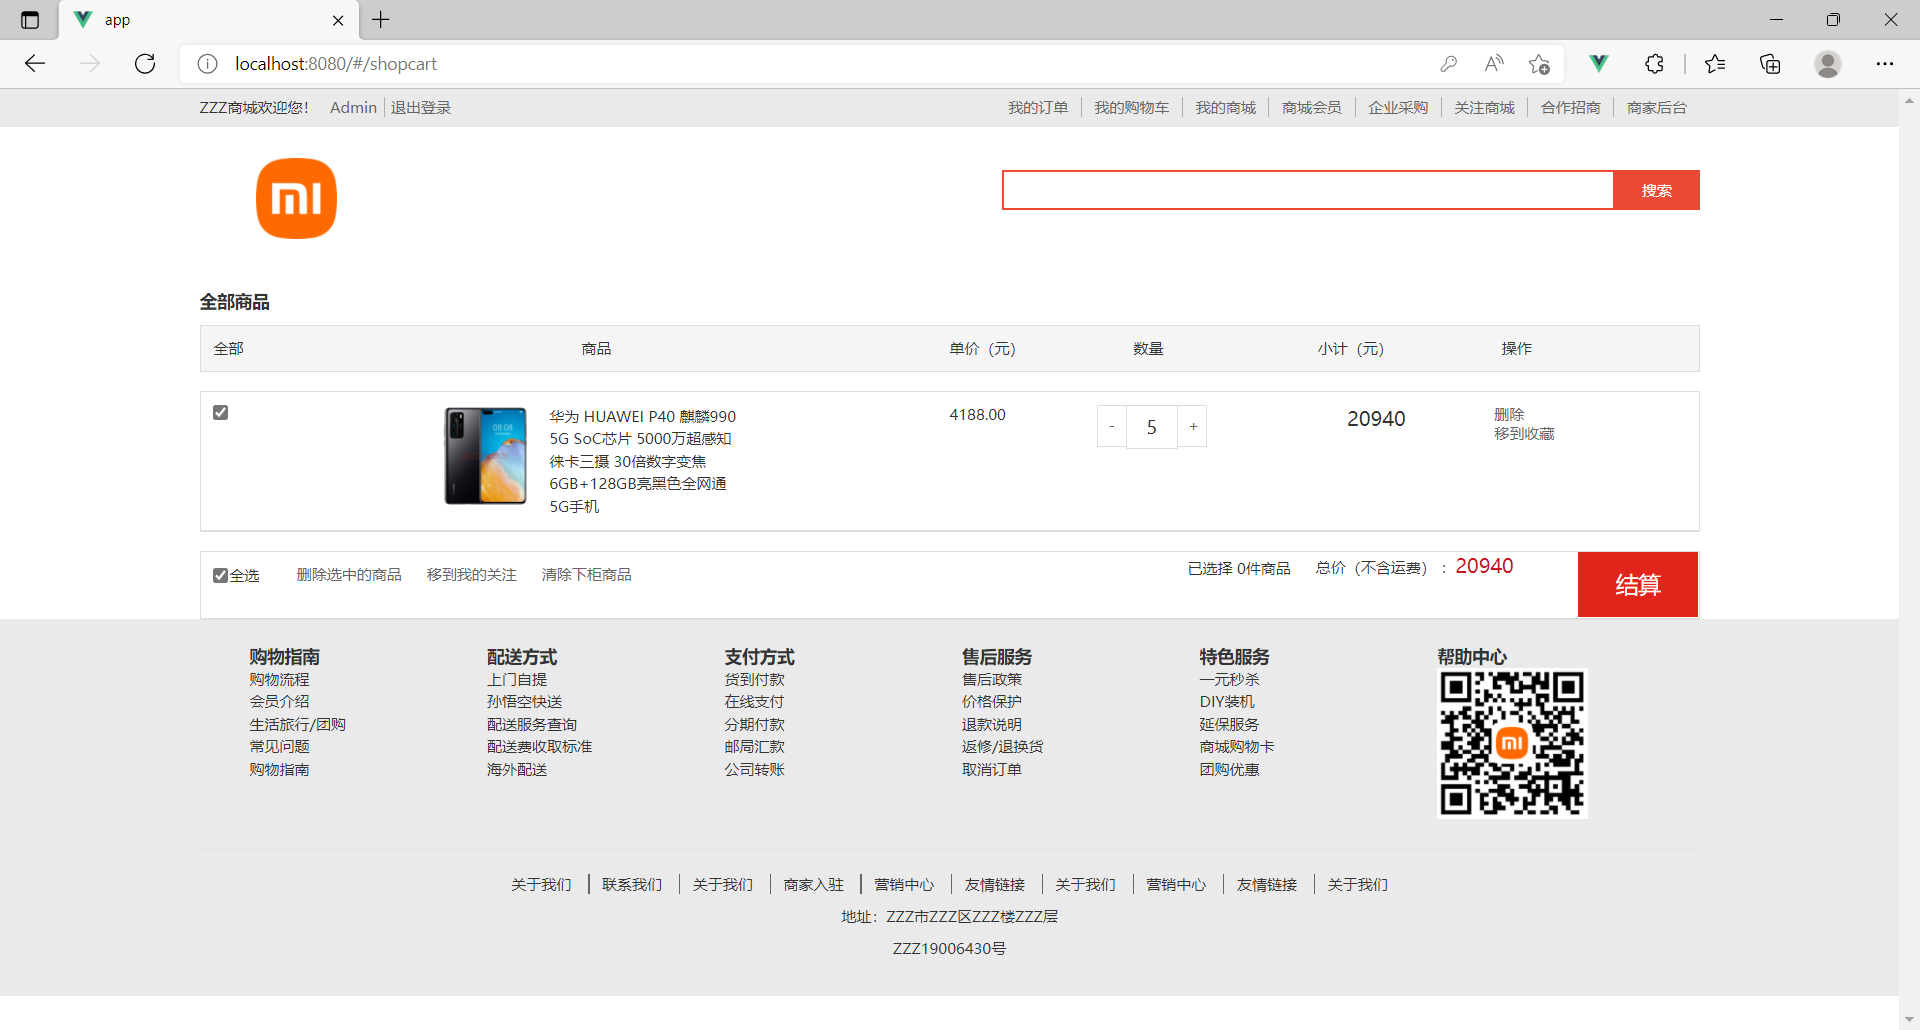 app
localhost:8080/#/shopcart
ZZZ商城欢迎您! Admin 退出登录 我的订单 我的购物车 我的商城 商城会员 企业采购 关注商城 合作招商 商家后台
mi
搜索
全部商品
全部 商品 单价（元） 数量 小计（元） 操作
华为 HUAWEI P40 麒麟990
5G SoC芯片 5000万超感知
徕卡三摄 30倍数字变焦
6GB+128GB亮黑色全网通
5G手机
4188.00
- 5 +
20940
删除
移到收藏
08:08
全选 删除选中的商品 移到我的关注 清除下柜商品 已选择 0件商品 总价（不含运费）： 20940 结算
购物指南 配送方式 支付方式 售后服务 特色服务 帮助中心
购物流程 上门自提 货到付款 售后政策 一元秒杀
会员介绍 孙悟空快送 在线支付 价格保护 DIY装机
生活旅行/团购 配送服务查询 分期付款 退款说明 延保服务
常见问题 配送费收取标准 邮局汇款 返修/退换货 商城购物卡
购物指南 海外配送 公司转账 取消订单 团购优惠
mi
关于我们 联系我们 关于我们 商家入驻 营销中心 友情链接 关于我们 营销中心 友情链接 关于我们
地址：ZZZ市ZZZ区ZZZ楼ZZZ层
ZZZ19006430号